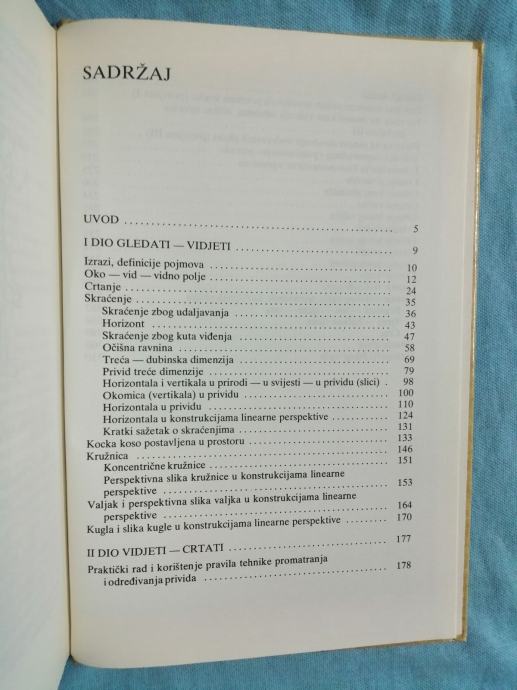 SADRŽAJ
UVOD 5
I DIO GLEDATI — VIDJETI 9
Izrazi, definicije pojmova 10
Oko — vid — vidno polje 12
Crtanje 24
Skraćenje 35
Skraćenje zbog udaljavanja 36
Horizont 43
Skraćenje zbog kuta viđenja 47
Očišna ravnina 58
Treća — dubinska dimenzija 69
Privid treće dimenzije 79
Horizontala i vertikala u prirodi — u svijesti — u prividu (slici) . 98
Okomica (vertikala) u prividu 100
Horizontala u prividu 110
Horizontala u konstrukcijama linearne perspektive 124
Kratki sažetak o skraćenjima 131
Kocka koso postavljena u prostoru 133
Kružnica 146
Koncentrične kružnice 151
Perspektivna slika kružnice u konstrukcijama linearne
perspektive 153
Valjak i perspektivna slika valjka u konstrukcijama linearne
perspektive 164
Kugla i slika kugle u konstrukcijama linearne perspektive 170
II DIO VIDJETI — CRTATI 177
Praktički rad i korištenje pravila tehnike promatranja
i određivanja privida 178